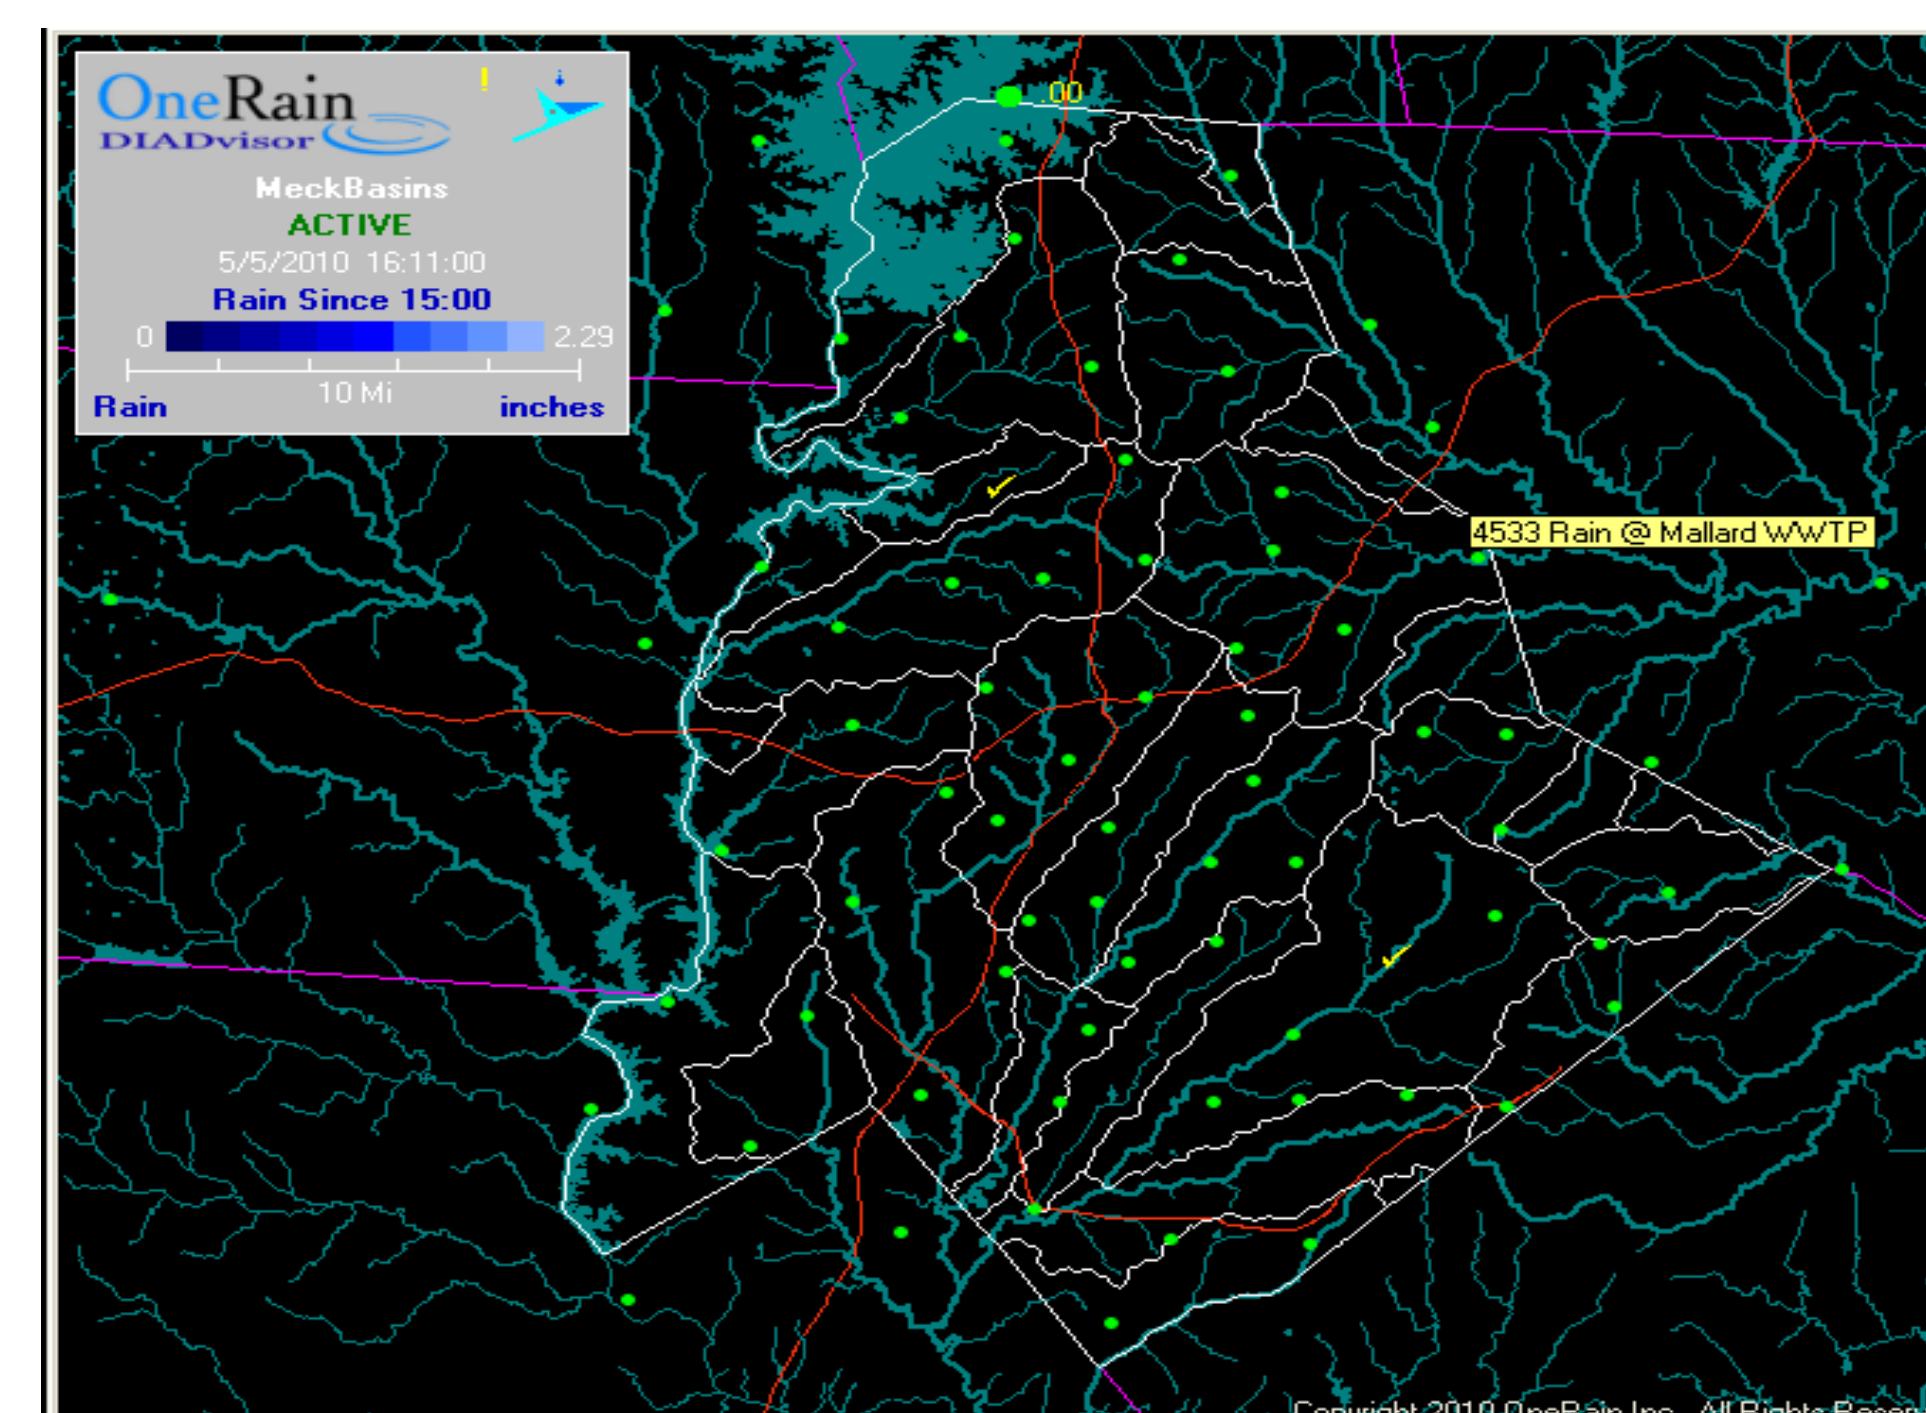 OneRain
DIADvisor
!
MeckBasins
ACTIVE
5/5/2010 16:11:00
Rain Since 15:00
0 2.29
10 Mi
Rain inches
.00
4533 Rain @ Mallard WWTP
Copyright 2010 OneRain Inc. All Rights Reser